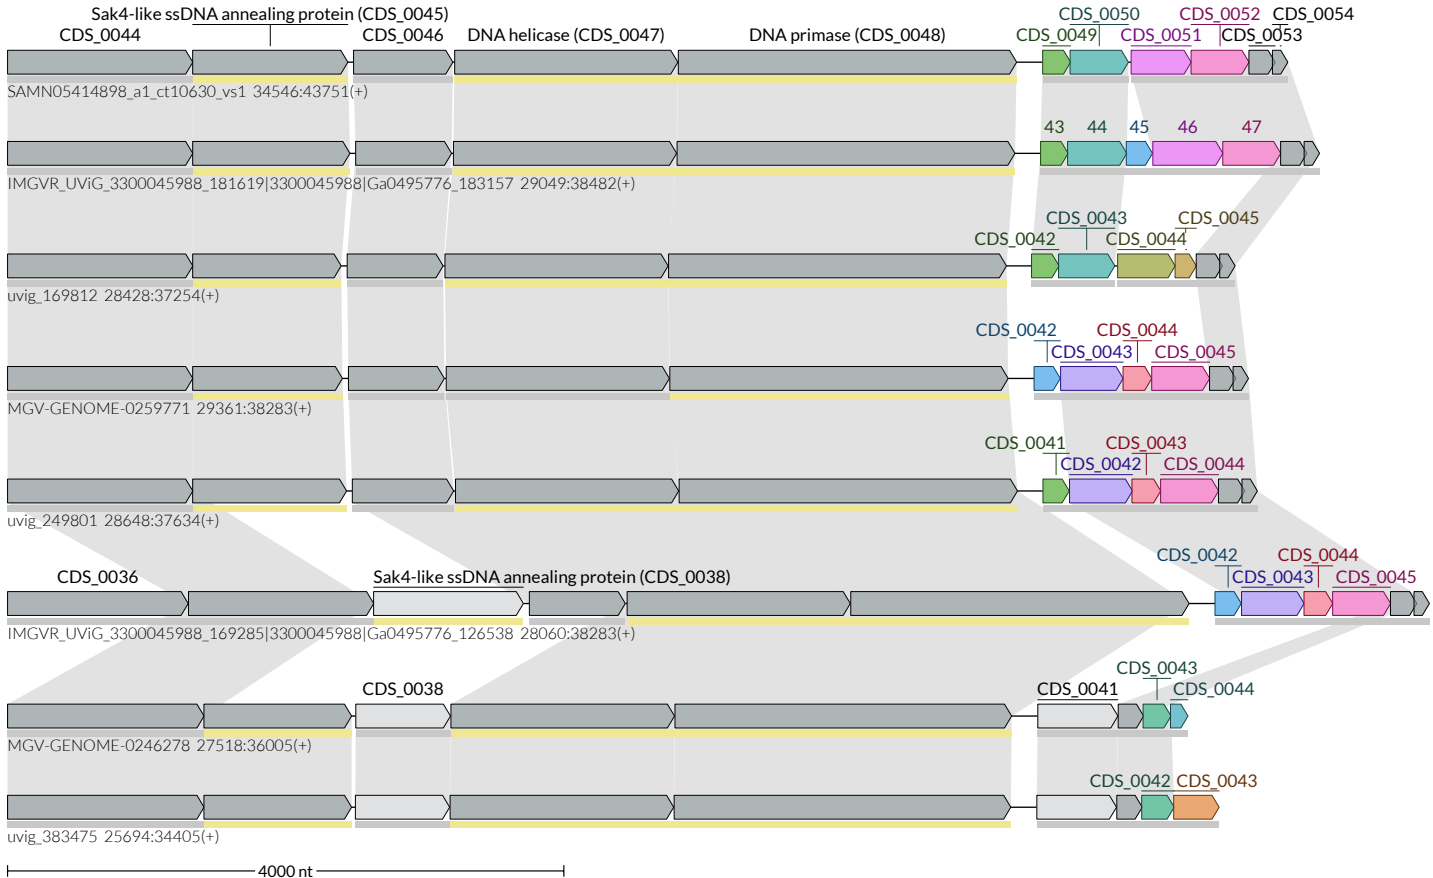 Sak4-like ssDNA annealing protein (CDS_0045) CDS_0050 CDS_0052 CDS_0054
CDS_0044 CDS_0046 DNA helicase (CDS_0047) DNA primase (CDS_0048) CDS_0049 CDS_0051 CDS_0053
SAMN05414898_a1_ct10630_vs1 34546:43751(+)
43 44 45 46 47
IMGVR_UViG_3300045988_181619|3300045988|Ga0495776_183157 29049:38482(+)
CDS_0043 CDS_0045
CDS_0042 CDS_0044
uvig_169812 28428:37254(+)
CDS_0042 CDS_0044
CDS_0043 CDS_0045
MGV-GENOME-0259771 29361:38283(+)
CDS_0041 CDS_0043
CDS_0042 CDS_0044
uvig_249801 28648:37634(+)
CDS_0042 CDS_0044
CDS_0036 Sak4-like ssDNA annealing protein (CDS_0038) CDS_0043 CDS_0045
IMGVR_UViG_3300045988_169285|3300045988|Ga0495776_126538 28060:38283(+)
CDS_0043
CDS_0038 CDS_0041 CDS_0044
MGV-GENOME-0246278 27518:36005(+)
CDS_0042 CDS_0043
uvig_383475 25694:34405(+)
4000 nt